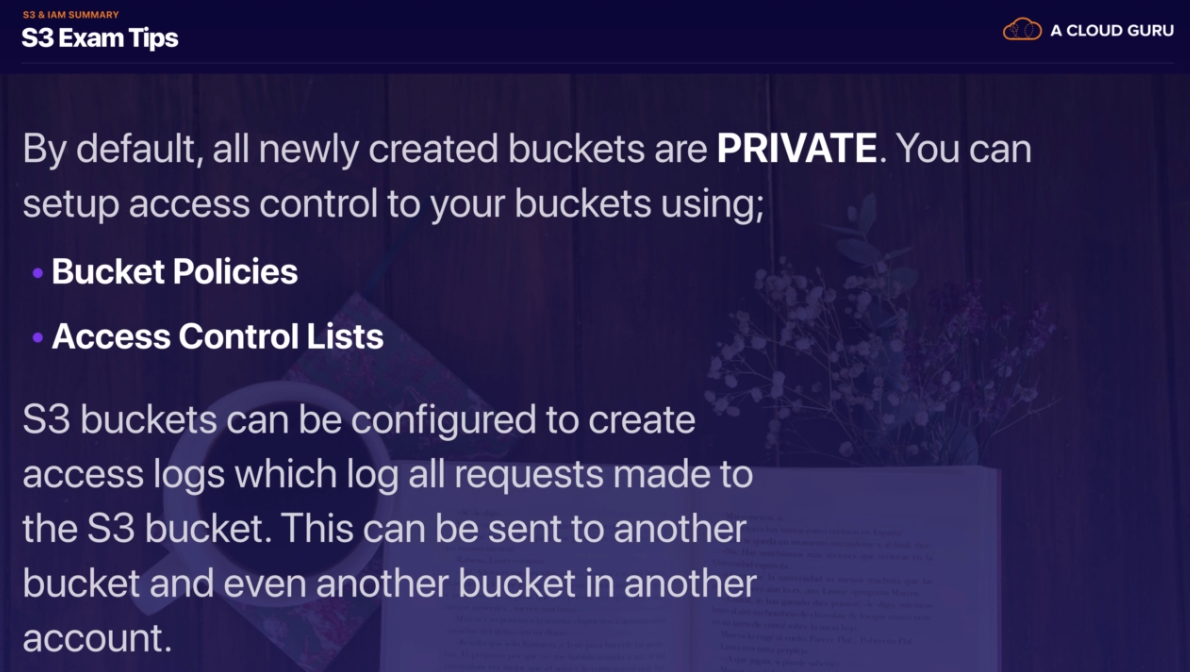 S3 & IAM SUMMARY
S3 Exam Tips
A CLOUD GURU
By default, all newly created buckets are PRIVATE. You can
setup access control to your buckets using;
• Bucket Policies
• Access Control Lists
S3 buckets can be configured to create
access logs which log all requests made to
the S3 bucket. This can be sent to another
bucket and even another bucket in another
account.